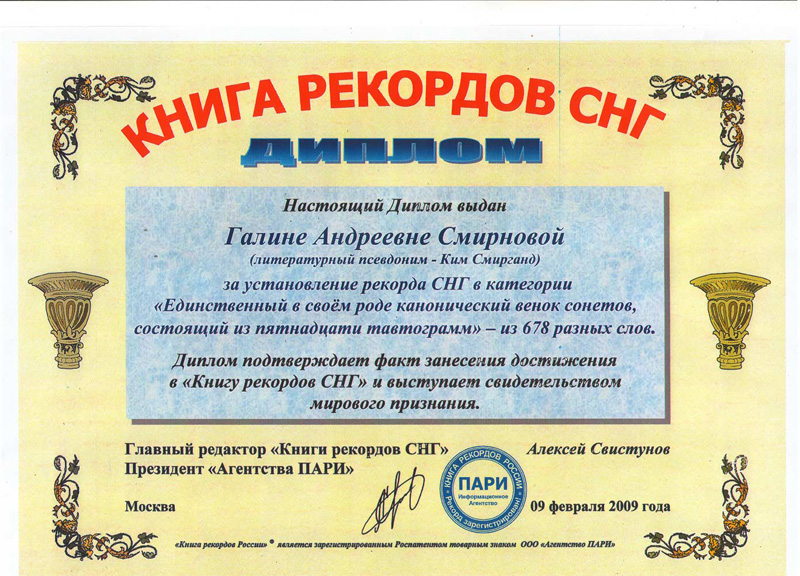 КНИГА РЕКОРДОВ СНГ
ДИПЛОМ
Настоящий Диплом выдан
Галине Андреевне Смирновой
(литературный псевдоним - Ким Смирганд)
за установление рекорда СНГ в категории
«Единственный в своём роде канонический венок сонетов,
состоящий из пятнадцати тавтограмм» – из 678 разных слов.
Диплом подтверждает факт занесения достижения
в «Книгу рекордов СНГ» и выступает свидетельством
мирового признания.
Главный редактор «Книги рекордов СНГ» Алексей Свистунов
Президент «Агентства ПАРИ»
КНИГА РЕКОРДОВ РОССИИ
ПАРИ
Информационное
Агентство
Рекорд зарегистрирован!
Москва 09 февраля 2009 года
«Книга рекордов России» ® является зарегистрированным Роспатентом товарным знаком ООО «Агентство ПАРИ»